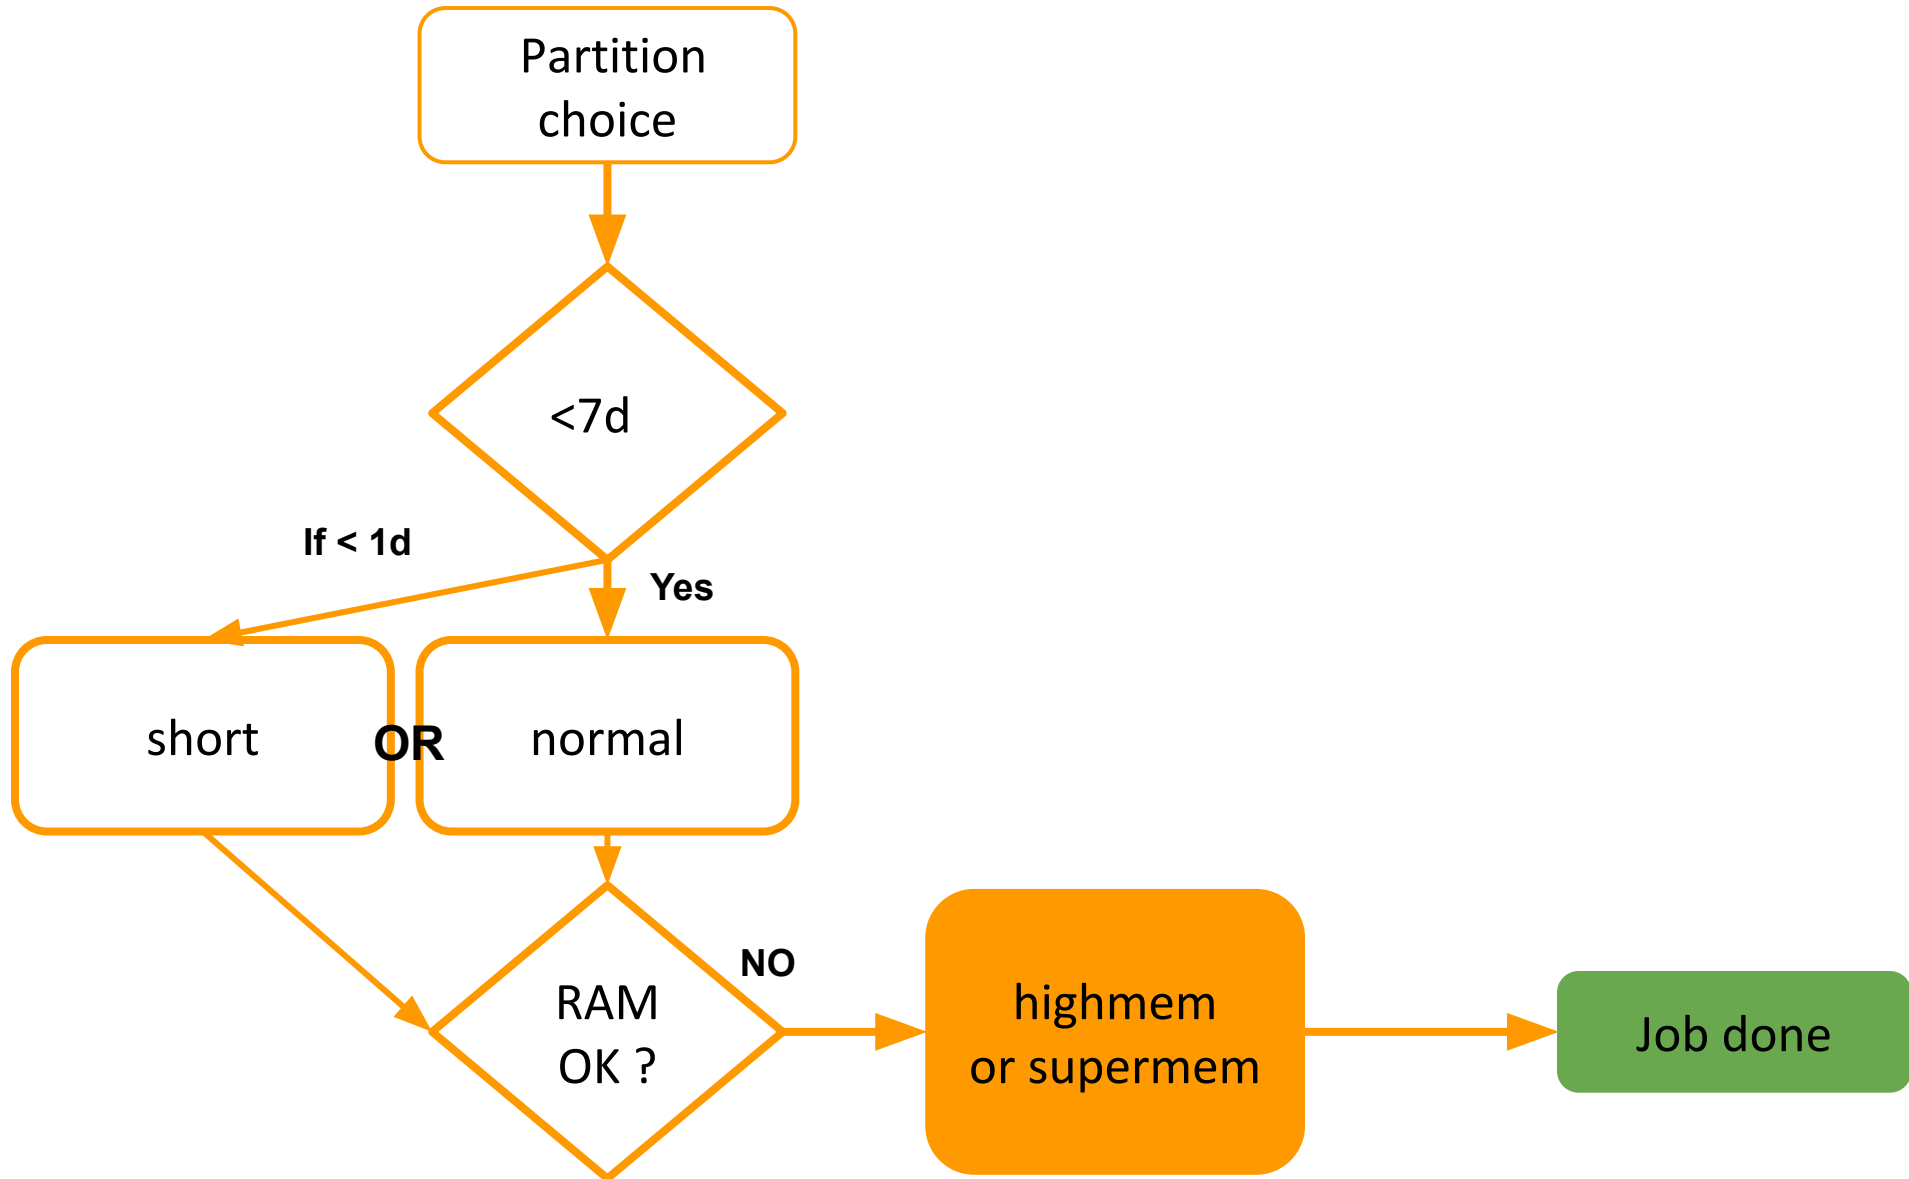 Partition
choice
<7d
If < 1d
Yes
short
OR
normal
NO
RAM
OK ?
highmem
or supermem
Job done